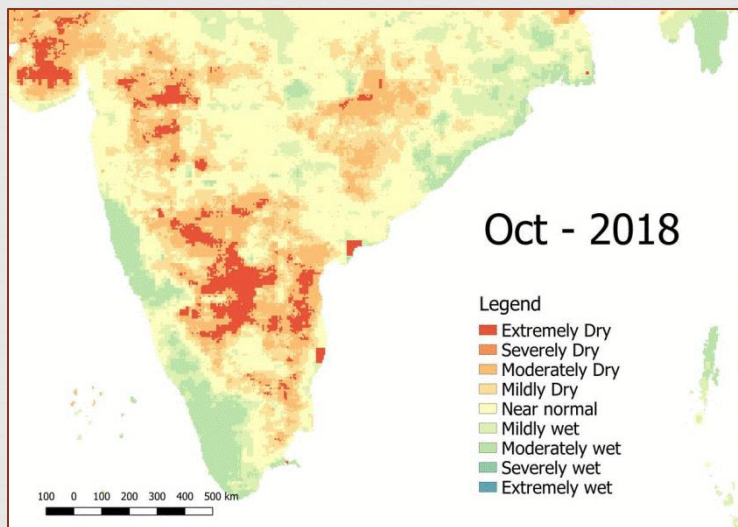 Oct - 2018
Legend
Extremely Dry
Severely Dry
Moderately Dry
Mildly Dry
Near normal
Mildly wet
Moderately wet
Severely wet
Extremely wet
100 0 100 200 300 400 500 km